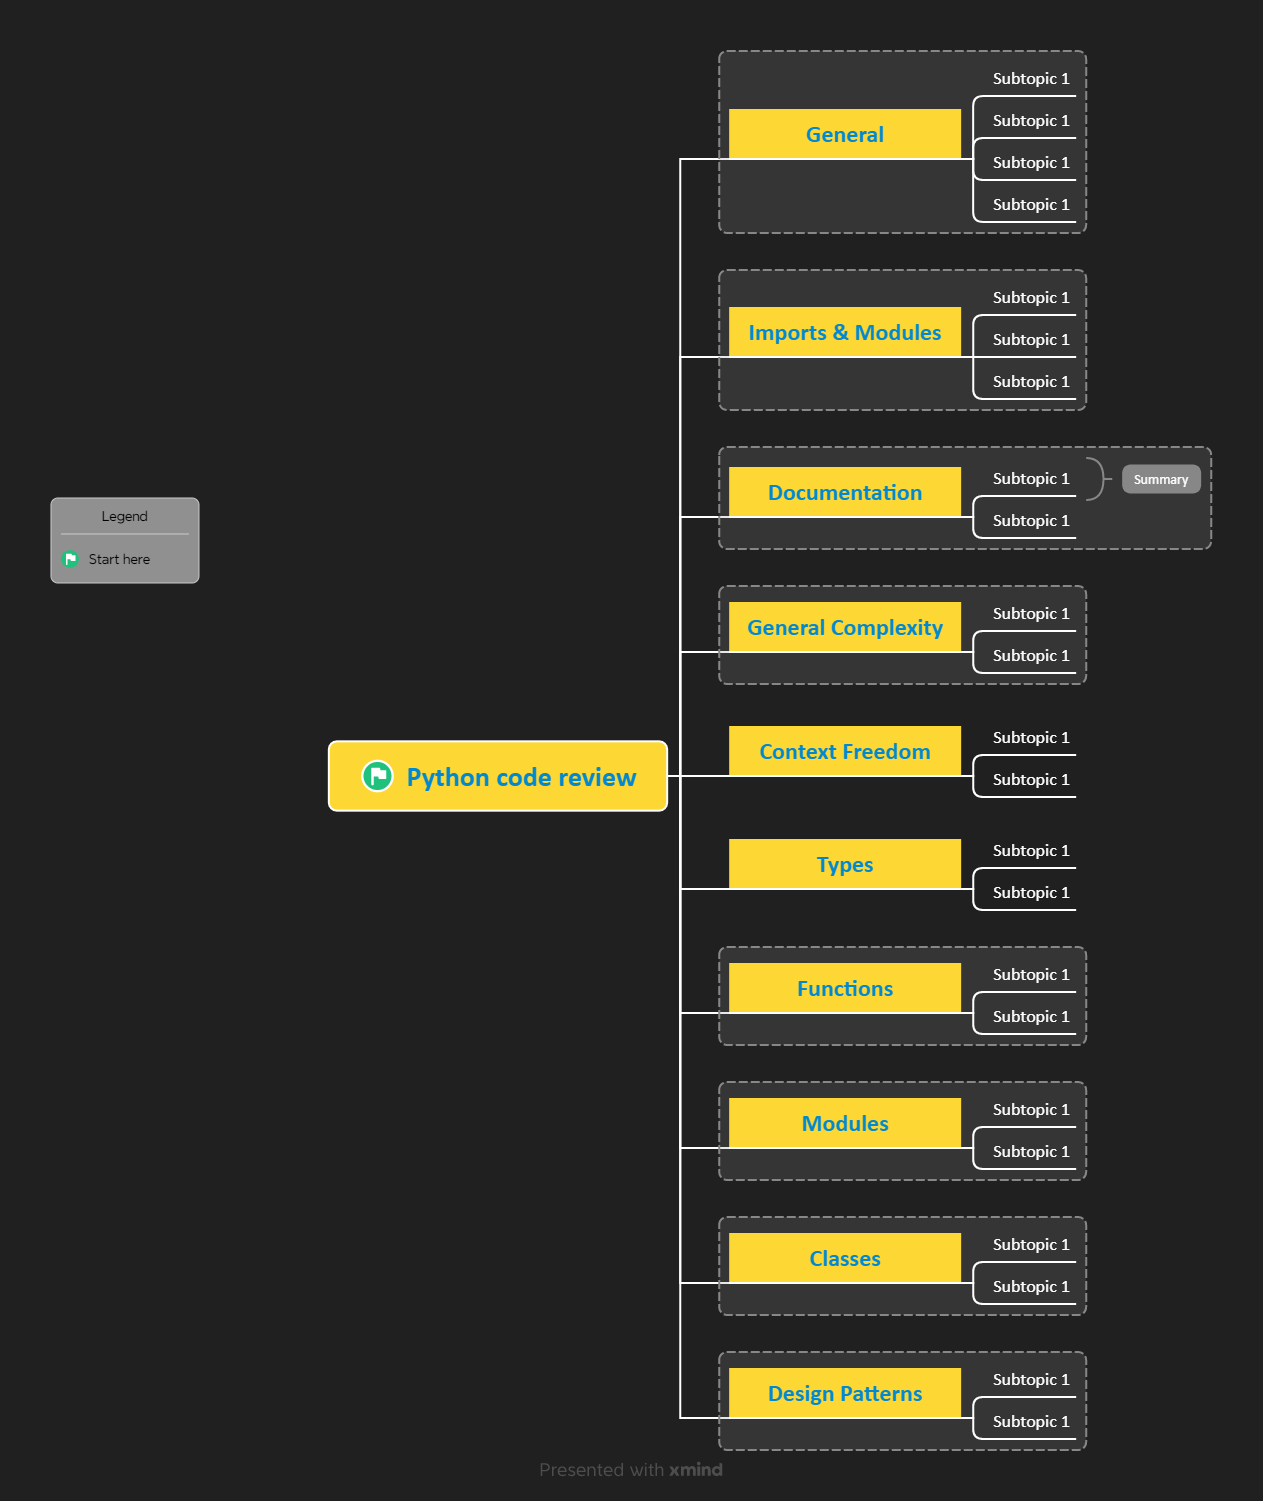 Subtopic 1
Subtopic 1
General
Subtopic 1
Subtopic 1
Subtopic 1
Imports & Modules
Subtopic 1
Subtopic 1
Subtopic 1
Summary
Documentation
Subtopic 1
Legend
Start here
Subtopic 1
General Complexity
Subtopic 1
Subtopic 1
Context Freedom
Subtopic 1
Python code review
Subtopic 1
Types
Subtopic 1
Subtopic 1
Functions
Subtopic 1
Subtopic 1
Modules
Subtopic 1
Subtopic 1
Classes
Subtopic 1
Subtopic 1
Design Patterns
Subtopic 1
Presented with xmind